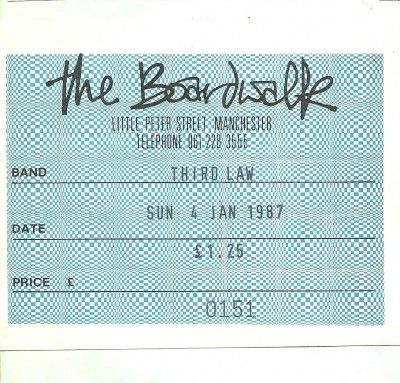 the Boardwalk
LITTLE PETER STREET, MANCHESTER
TELEPHONE 061-228 3555
BAND THIRD LAW
SUN 4 JAN 1987
DATE
£1.25
PRICE £
0151